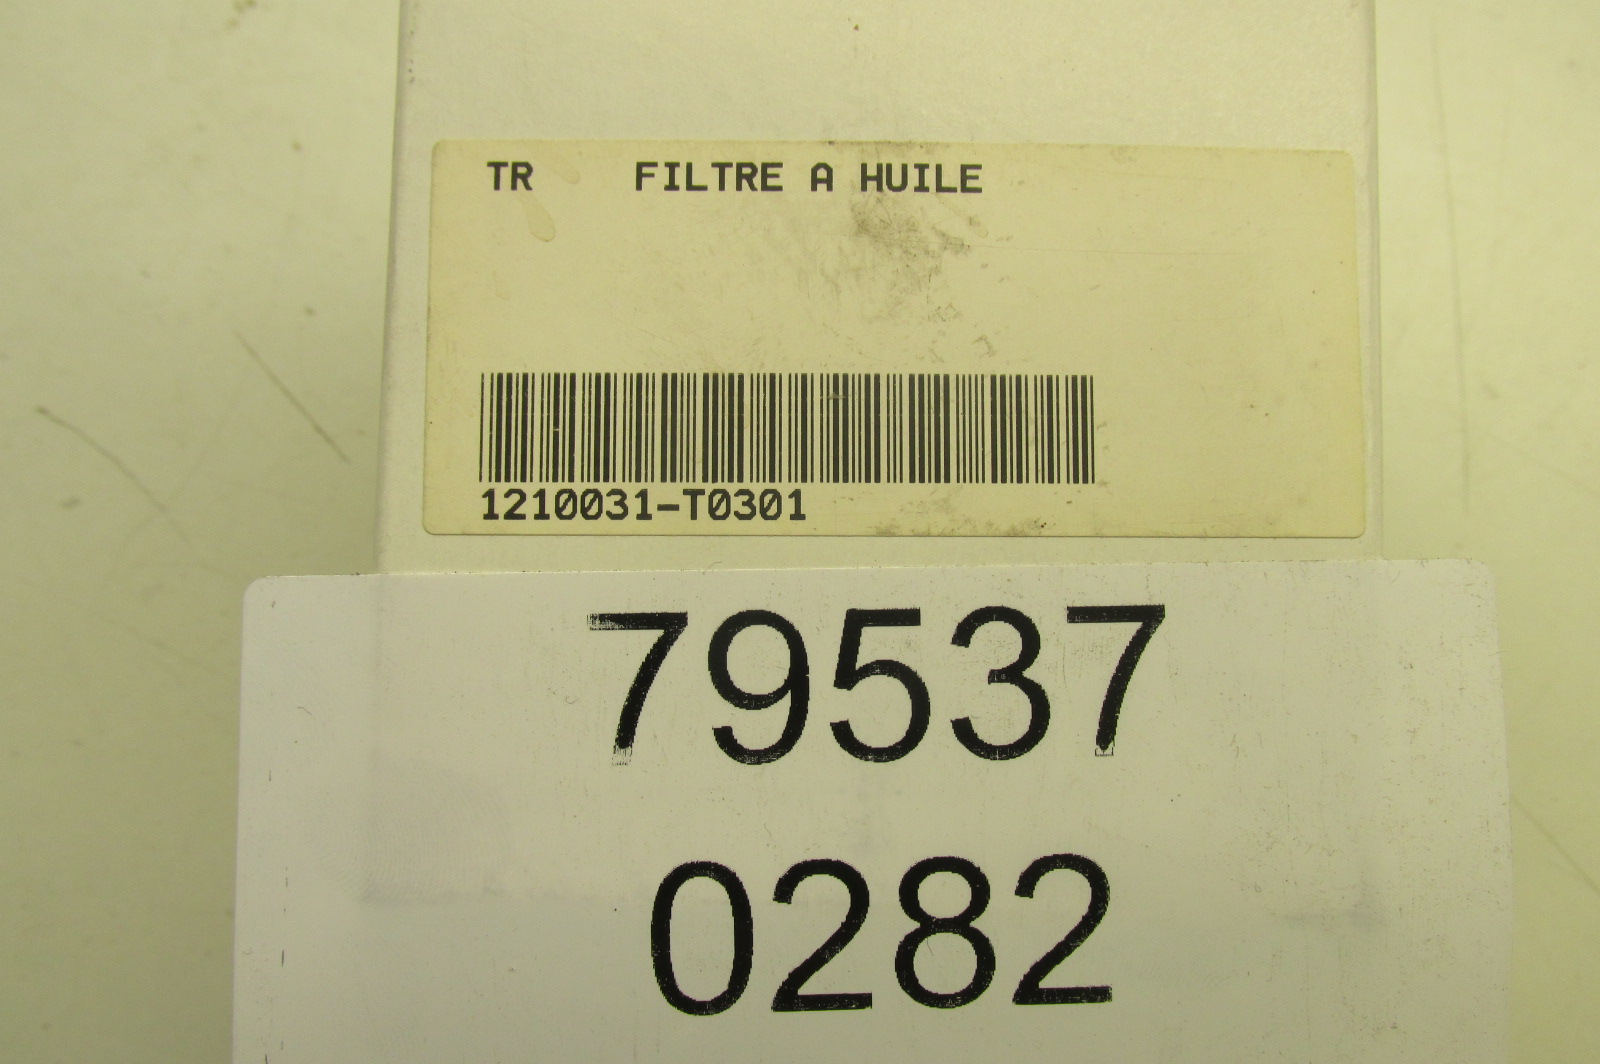 TR FILTRE A HUILE
1210031-T0301
79537
0282